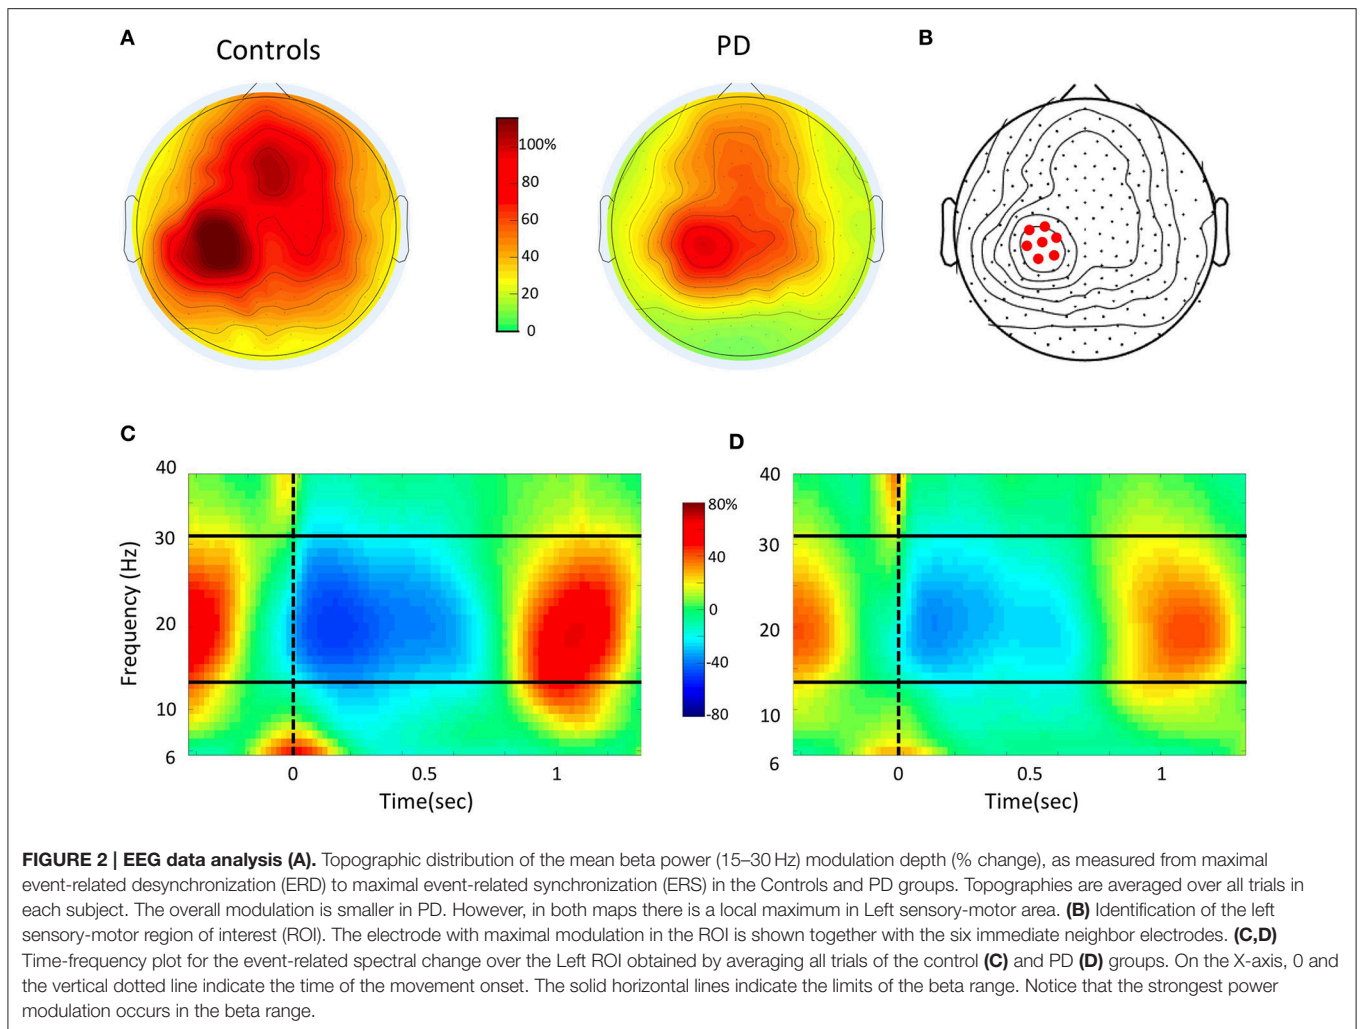 A
Controls
PD
B
100%
80
60
40
20
0
C
D
40
30
20
10
6
Frequency (Hz)
0
0.5
1
Time(sec)
80%
40
0
-40
-80
40
30
20
10
6
0
0.5
1
Time(sec)
FIGURE 2 | EEG data analysis (A). Topographic distribution of the mean beta power (15–30 Hz) modulation depth (% change), as measured from maximal
event-related desynchronization (ERD) to maximal event-related synchronization (ERS) in the Controls and PD groups. Topographies are averaged over all trials in
each subject. The overall modulation is smaller in PD. However, in both maps there is a local maximum in Left sensory-motor area. (B) Identification of the left
sensory-motor region of interest (ROI). The electrode with maximal modulation in the ROI is shown together with the six immediate neighbor electrodes. (C,D)
Time-frequency plot for the event-related spectral change over the Left ROI obtained by averaging all trials of the control (C) and PD (D) groups. On the X-axis, 0 and
the vertical dotted line indicate the time of the movement onset. The solid horizontal lines indicate the limits of the beta range. Notice that the strongest power
modulation occurs in the beta range.